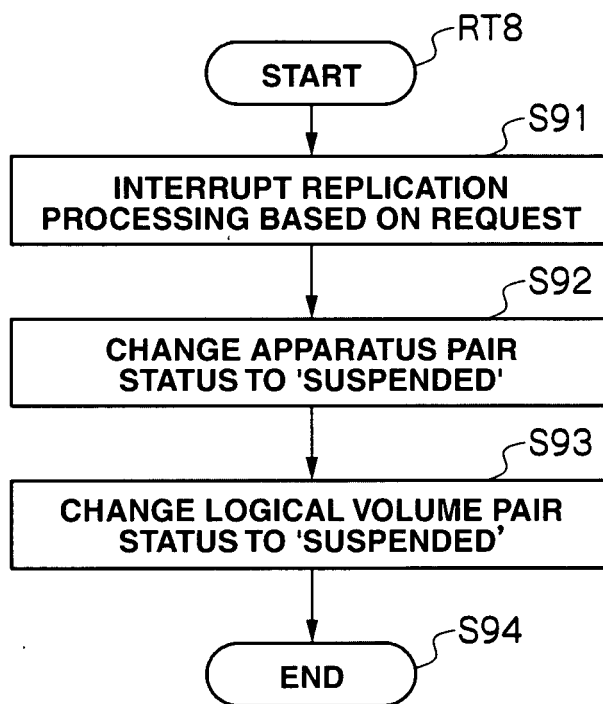 RT8
START
S91
INTERRUPT REPLICATION
PROCESSING BASED ON REQUEST
S92
CHANGE APPARATUS PAIR
STATUS TO 'SUSPENDED'
S93
CHANGE LOGICAL VOLUME PAIR
STATUS TO 'SUSPENDED'
S94
END